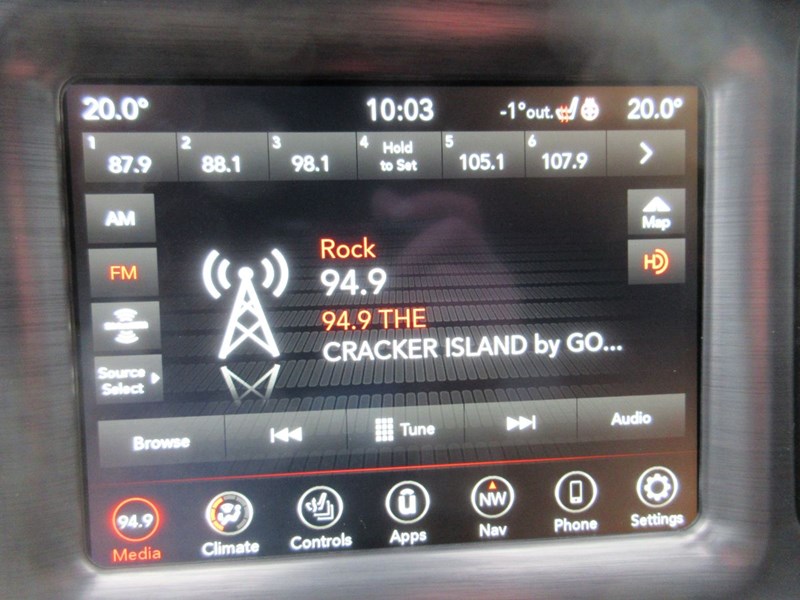 20.0° 10:03 -1°out. 20.0°
1 87.9 2 88.1 3 98.1 4 Hold to Set 5 105.1 6 107.9
AM
Map
Rock
FM
94.9
HD
94.9 THE
CRACKER ISLAND by GO...
Source
Select
Browse Tune Audio
94.9 NW
Media Climate Controls Apps Nav Phone Settings